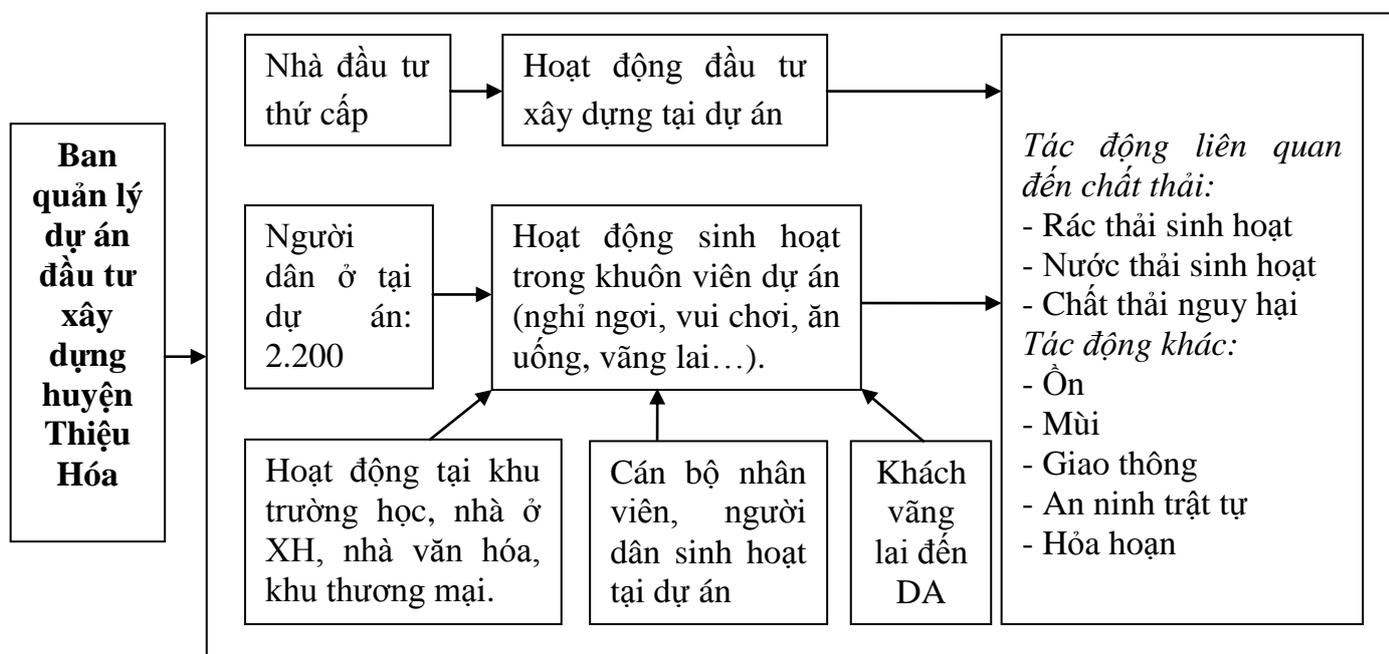 Ban
quản lý
dự án
đầu tư
xây
dựng
huyện
Thiệu
Hóa
Nhà đầu tư
thứ cấp
Hoạt động đầu tư
xây dựng tại dự án
Người
dân ở tại
dự án:
2.200
Hoạt động sinh hoạt
trong khuôn viên dự án
(nghỉ ngơi, vui chơi, ăn
uống, vãng lai…).
Hoạt động tại khu
trường học, nhà ở
XH, nhà văn hóa,
khu thương mại.
Cán bộ nhân
viên, người
dân sinh hoạt
tại dự án
Khách
vãng
lai đến
DA
Tác động liên quan
đến chất thải:
- Rác thải sinh hoạt
- Nước thải sinh hoạt
- Chất thải nguy hại
Tác động khác:
- Ồn
- Mùi
- Giao thông
- An ninh trật tự
- Hỏa hoạn